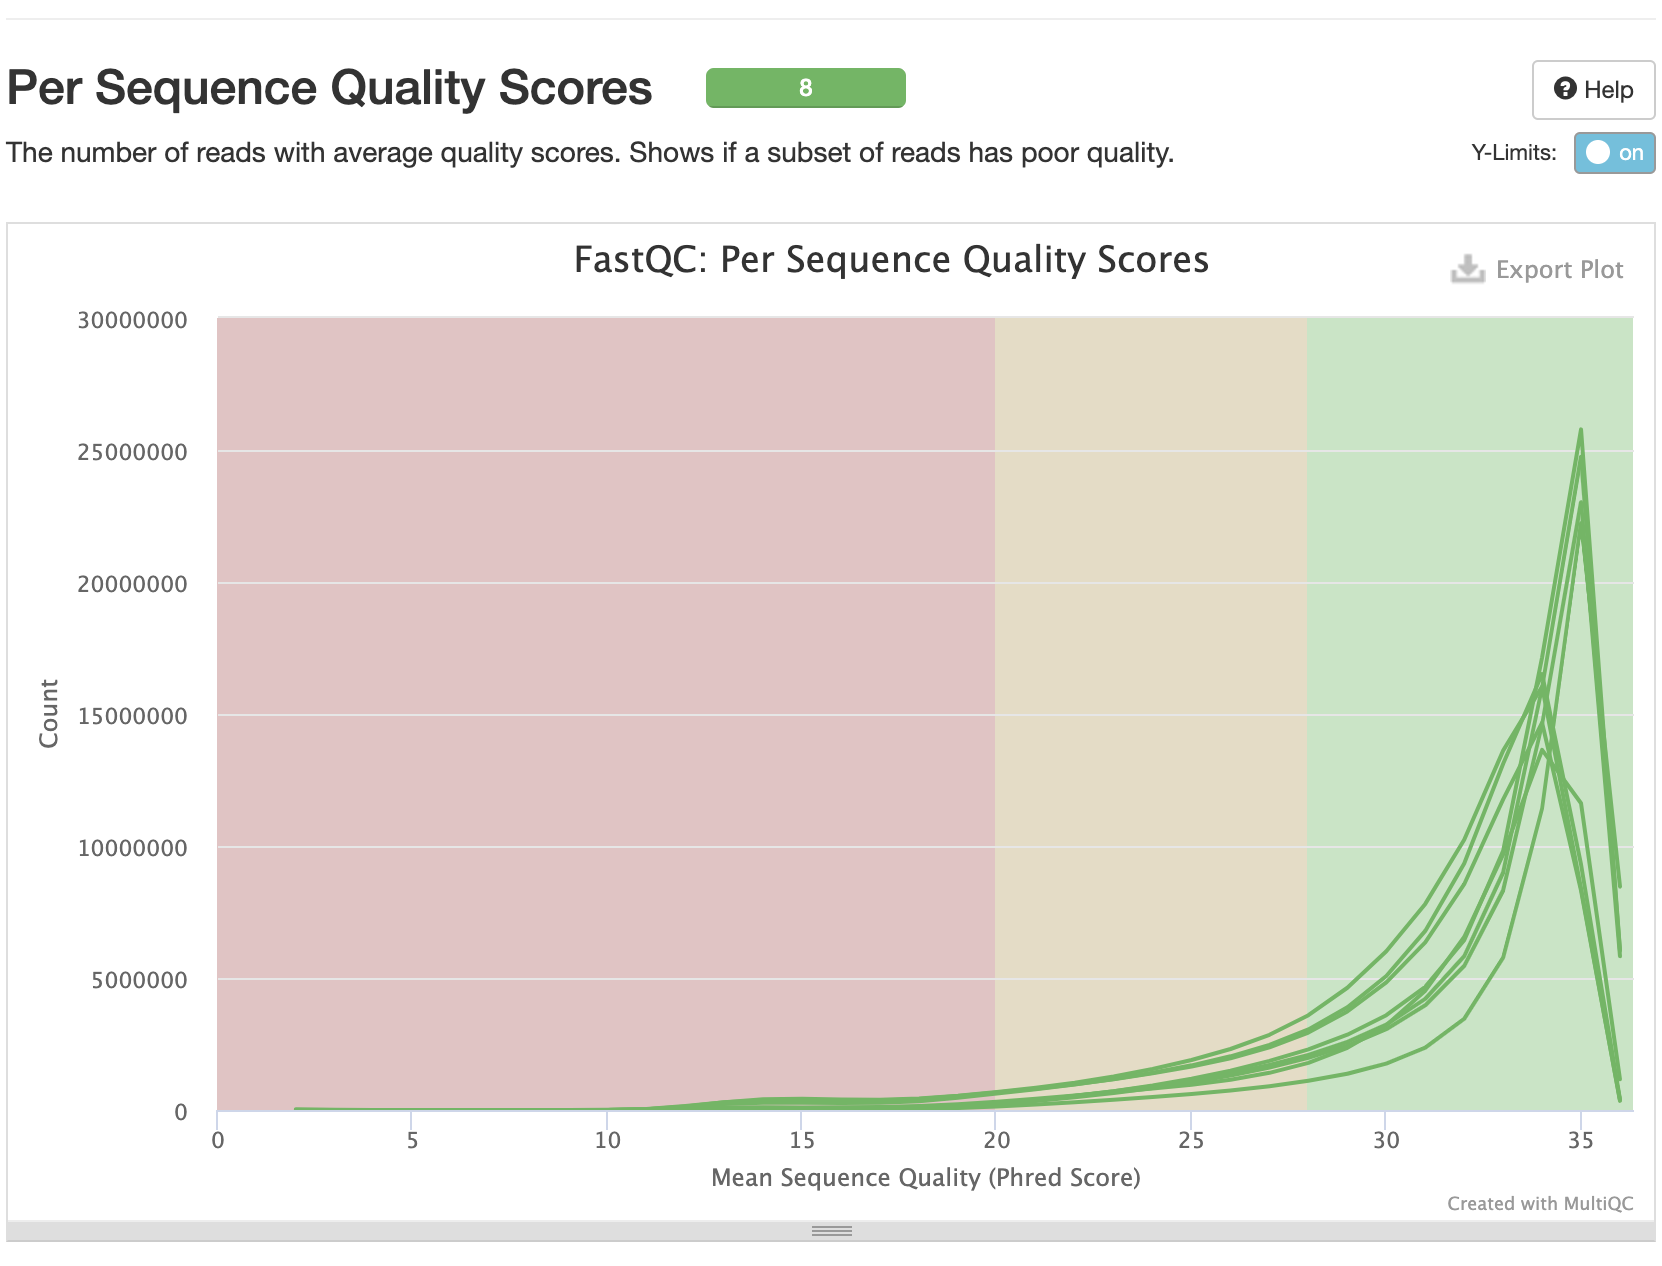 Per Sequence Quality Scores
8
Help
The number of reads with average quality scores. Shows if a subset of reads has poor quality.
Y-Limits:
on
FastQC: Per Sequence Quality Scores
Export Plot
30000000
25000000
20000000
15000000
10000000
5000000
0
Count
0 5 10 15 20 25 30 35
Mean Sequence Quality (Phred Score)
Created with MultiQC